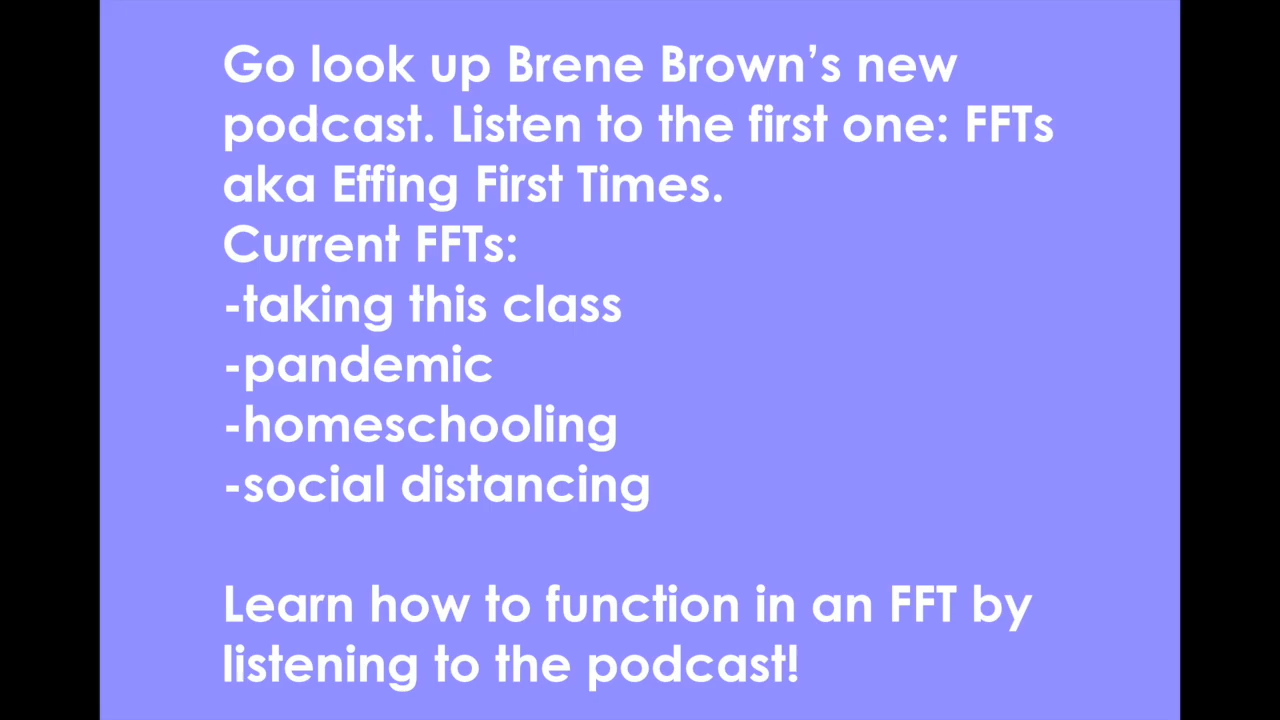 Go look up Brene Brown’s new
podcast. Listen to the first one: FFTs
aka Effing First Times.
Current FFTs:
-taking this class
-pandemic
-homeschooling
-social distancing
Learn how to function in an FFT by
listening to the podcast!